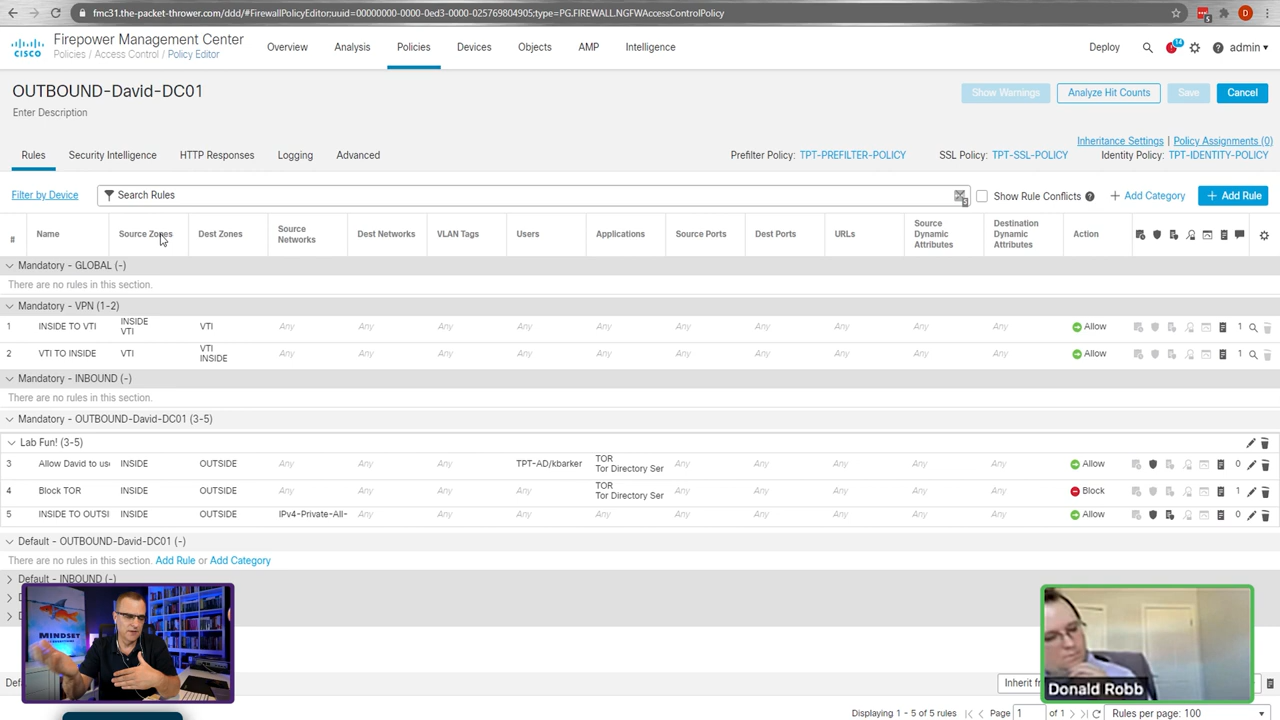 fmc31.the-packet-thrower.com/ddd/#FirewallPolicyEditor;uuid=00000000-0000-0ed3-0000-025769804905;type=PG.FIREWALL.NGFWAccessControlPolicy
5
D
CISCO
Firepower Management Center
Policies / Access Control / Policy Editor
Overview Analysis Policies Devices Objects AMP Intelligence
Deploy 14 admin
OUTBOUND-David-DC01
Enter Description
Show Warnings Analyze Hit Counts Save Cancel
Inheritance Settings | Policy Assignments (0)
Rules Security Intelligence HTTP Responses Logging Advanced
Prefilter Policy: TPT-PREFILTER-POLICY SSL Policy: TPT-SSL-POLICY Identity Policy: TPT-IDENTITY-POLICY
Filter by Device Search Rules Show Rule Conflicts + Add Category + Add Rule
# Name Source Zones Dest Zones Source Networks Dest Networks VLAN Tags Users Applications Source Ports Dest Ports URLs Source Dynamic Attributes Destination Dynamic Attributes Action
Mandatory - GLOBAL (-)
There are no rules in this section.
Mandatory - VPN (1-2)
1 INSIDE TO VTI INSIDE VTI VTI Any Any Any Any Any Any Any Any Any Any Allow 1
2 VTI TO INSIDE VTI VTI INSIDE Any Any Any Any Any Any Any Any Any Any Allow 1
Mandatory - INBOUND (-)
There are no rules in this section.
Mandatory - OUTBOUND-David-DC01 (3-5)
Lab Fun! (3-5)
3 Allow David to use INSIDE OUTSIDE Any Any Any TPT-AD/kbarker TOR Tor Directory Ser Any Any Any Any Any Allow 0
4 Block TOR INSIDE OUTSIDE Any Any Any Any TOR Tor Directory Ser Any Any Any Any Any Block 1
5 INSIDE TO OUTSI INSIDE OUTSIDE IPv4-Private-All- Any Any Any Any Any Any Any Any Any Allow 0
Default - OUTBOUND-David-DC01 (-)
There are no rules in this section. Add Rule or Add Category
Default - INBOUND (-)
MINDSET
Donald Robb
Inherit
Displaying 1 - 5 of 5 rules Page 1 of 1 Rules per page: 100